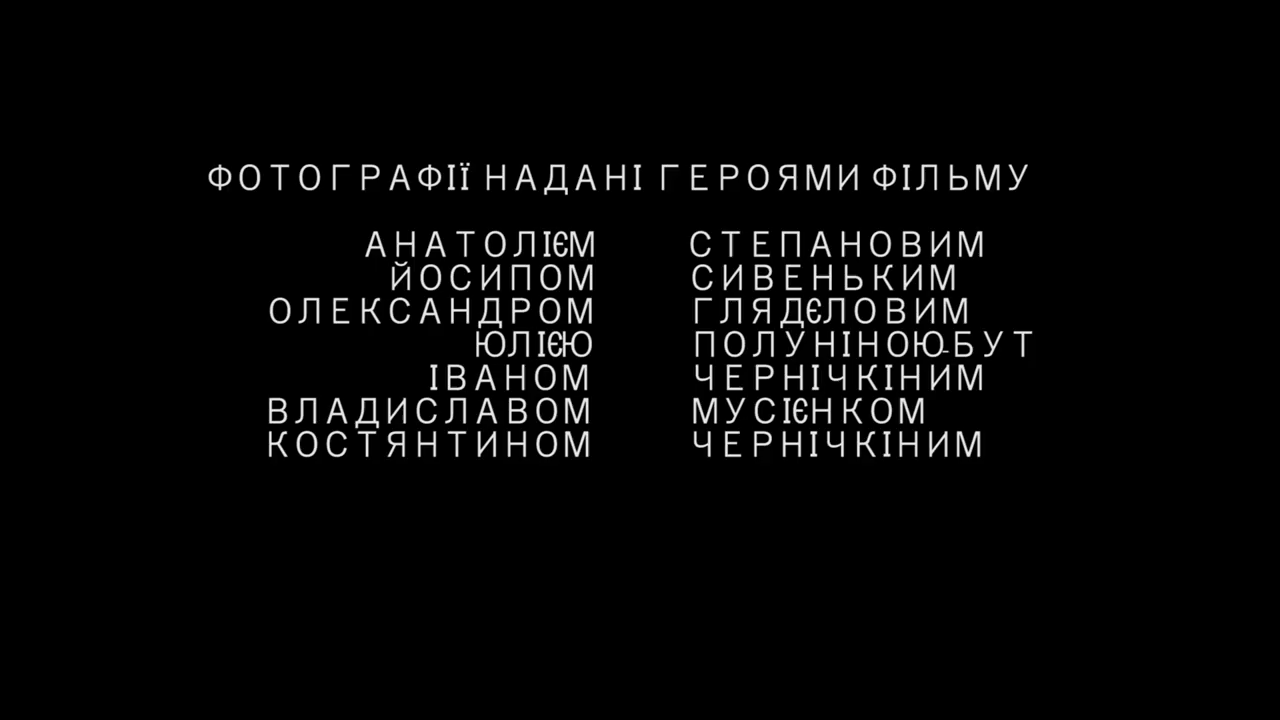 ФОТОГРАФІЇ НАДАНІ ГЕРОЯМИ ФІЛЬМУ
АНАТОЛІЄМ СТЕПАНОВИМ
ЙОСИПОМ СИВЕНЬКИМ
ОЛЕКСАНДРОМ ГЛЯДЄЛОВИМ
ЮЛІЄЮ ПОЛУНІНОЮ-БУТ
ІВАНОМ ЧЕРНІЧКІНИМ
ВЛАДИСЛАВОМ МУСІЄНКОМ
КОСТЯНТИНОМ ЧЕРНІЧКІНИМ